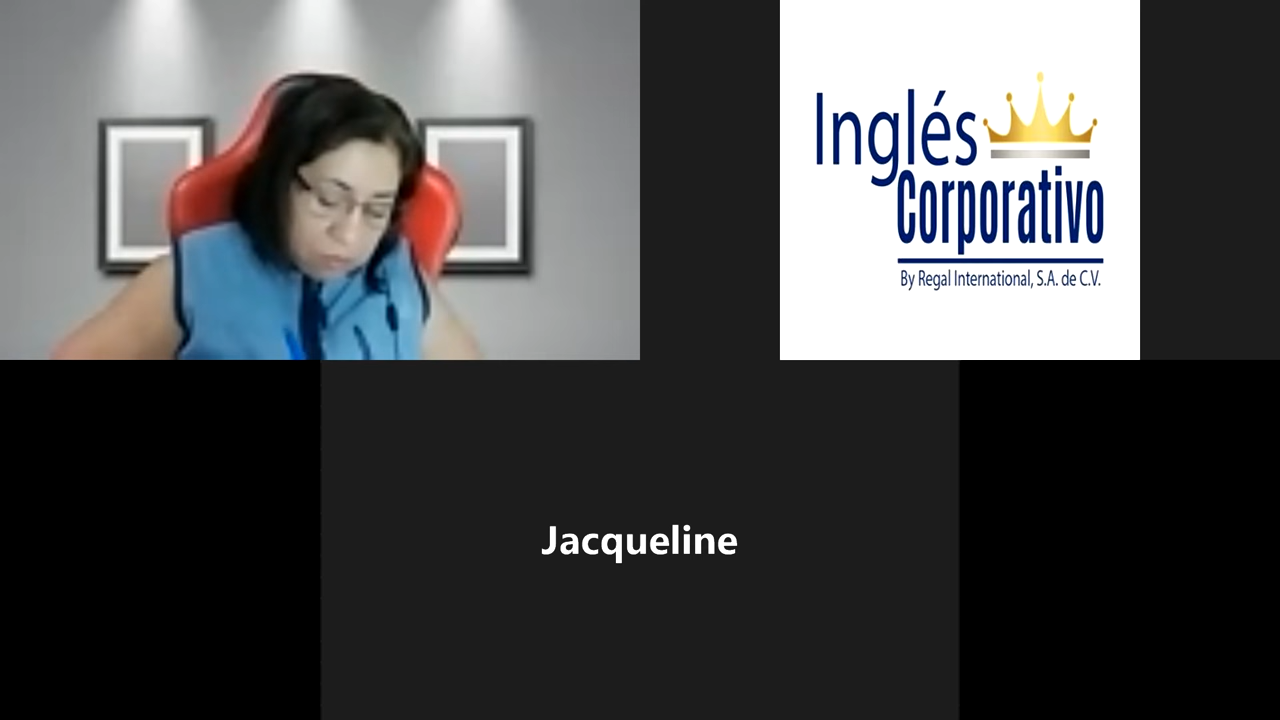 Inglés
Corporativo
By Regal International, S.A. de C.V.
Jacqueline